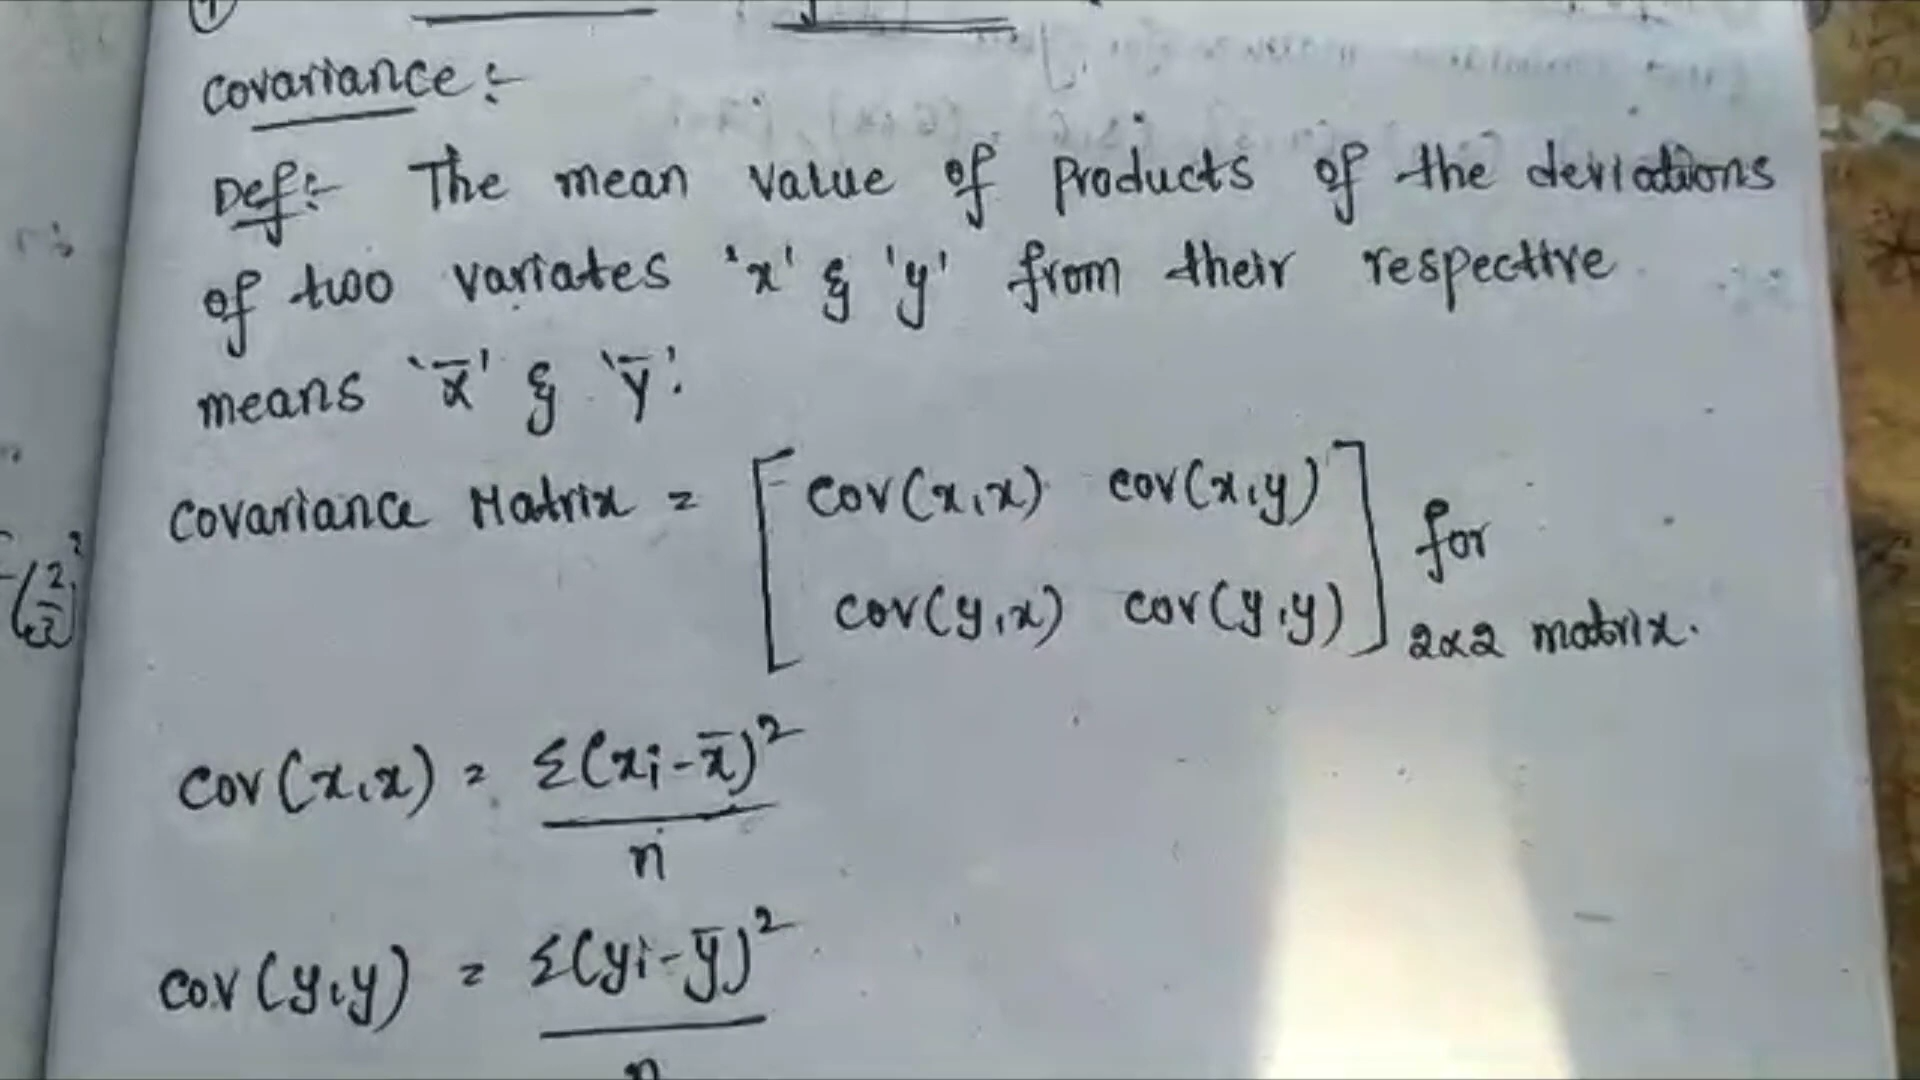 Covariance:-
Def:- The mean value of products of the deviations
of two variates 'x' & 'y' from their respective
means 'x̄' & 'ȳ'.
Covariance Matrix = [ cov(x,x) cov(x,y)
cov(y,x) cov(y,y) ] for 2x2 matrix.
cov(x,x) = Σ(xi-x̄)²
n
cov(y,y) = Σ(yi-ȳ)²
n